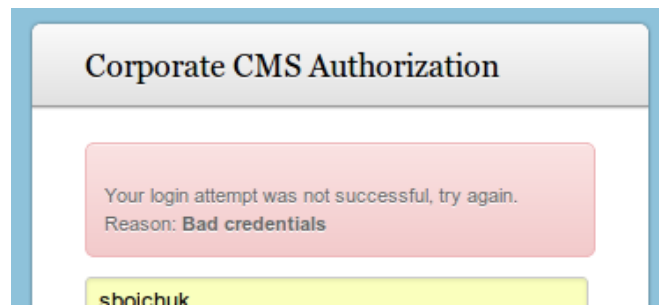 Corporate CMS Authorization
Your login attempt was not successful, try again.
Reason: Bad credentials
sboichuk